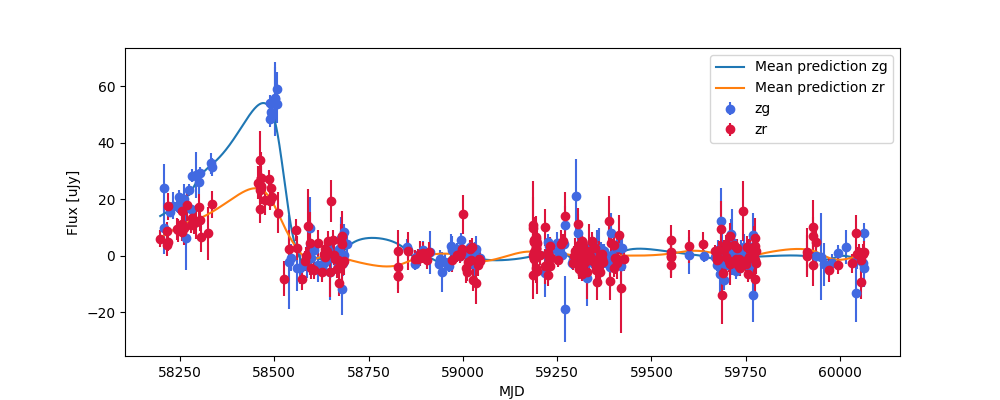 Mean prediction zg
Mean prediction zr
zg
zr
Flux [uJy]
60
40
20
0
−20
58250 58500 58750 59000 59250 59500 59750 60000
MJD